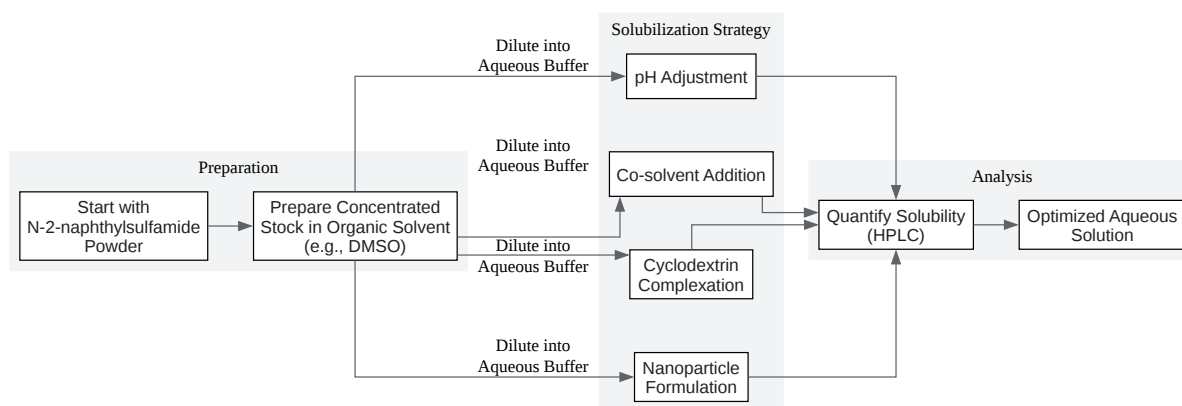 Preparation
Start with
N-2-naphthylsulfamide
Powder
Prepare Concentrated
Stock in Organic Solvent
(e.g., DMSO)
Dilute into
Aqueous Buffer
Dilute into
Aqueous Buffer
Dilute into
Aqueous Buffer
Dilute into
Aqueous Buffer
Solubilization Strategy
pH Adjustment
Co-solvent Addition
Cyclodextrin
Complexation
Nanoparticle
Formulation
Analysis
Quantify Solubility
(HPLC)
Optimized Aqueous
Solution